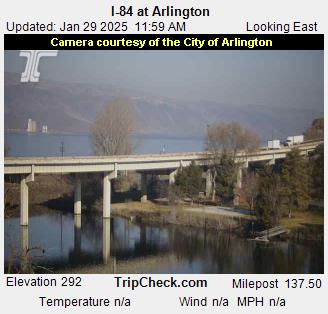 I-84 at Arlington
Updated: Jan 29 2025 11:59 AM Looking East
Camera courtesy of the City of Arlington
Elevation 292 TripCheck.com Milepost 137.50
Temperature n/a Wind n/a MPH n/a